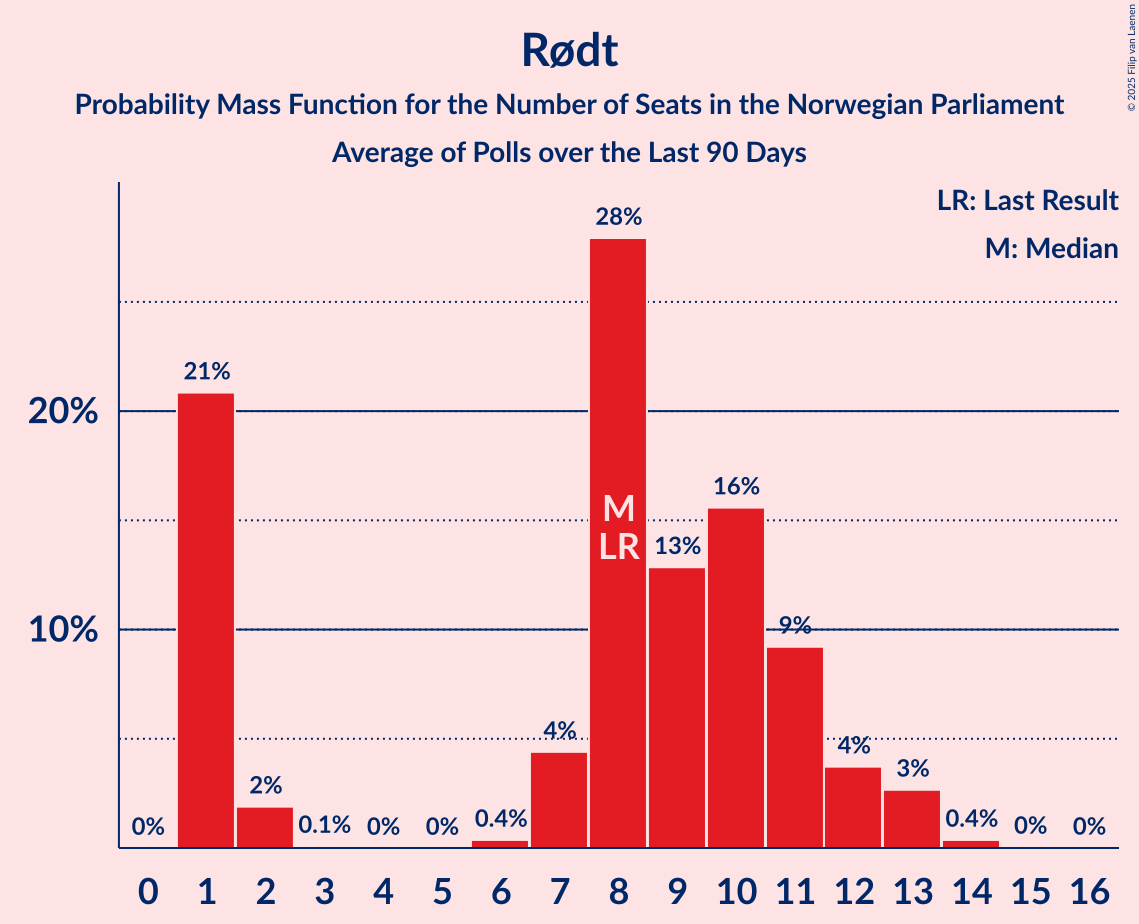 Rødt
Probability Mass Function for the Number of Seats in the Norwegian Parliament
Average of Polls over the Last 90 Days
© 2025 Filip van Laenen
LR: Last Result
M: Median
20%
10%
0%
21%
2%
0.1%
0%
0%
0.4%
4%
28%
13%
16%
9%
4%
3%
0.4%
0%
0%
M
LR
0 1 2 3 4 5 6 7 8 9 10 11 12 13 14 15 16